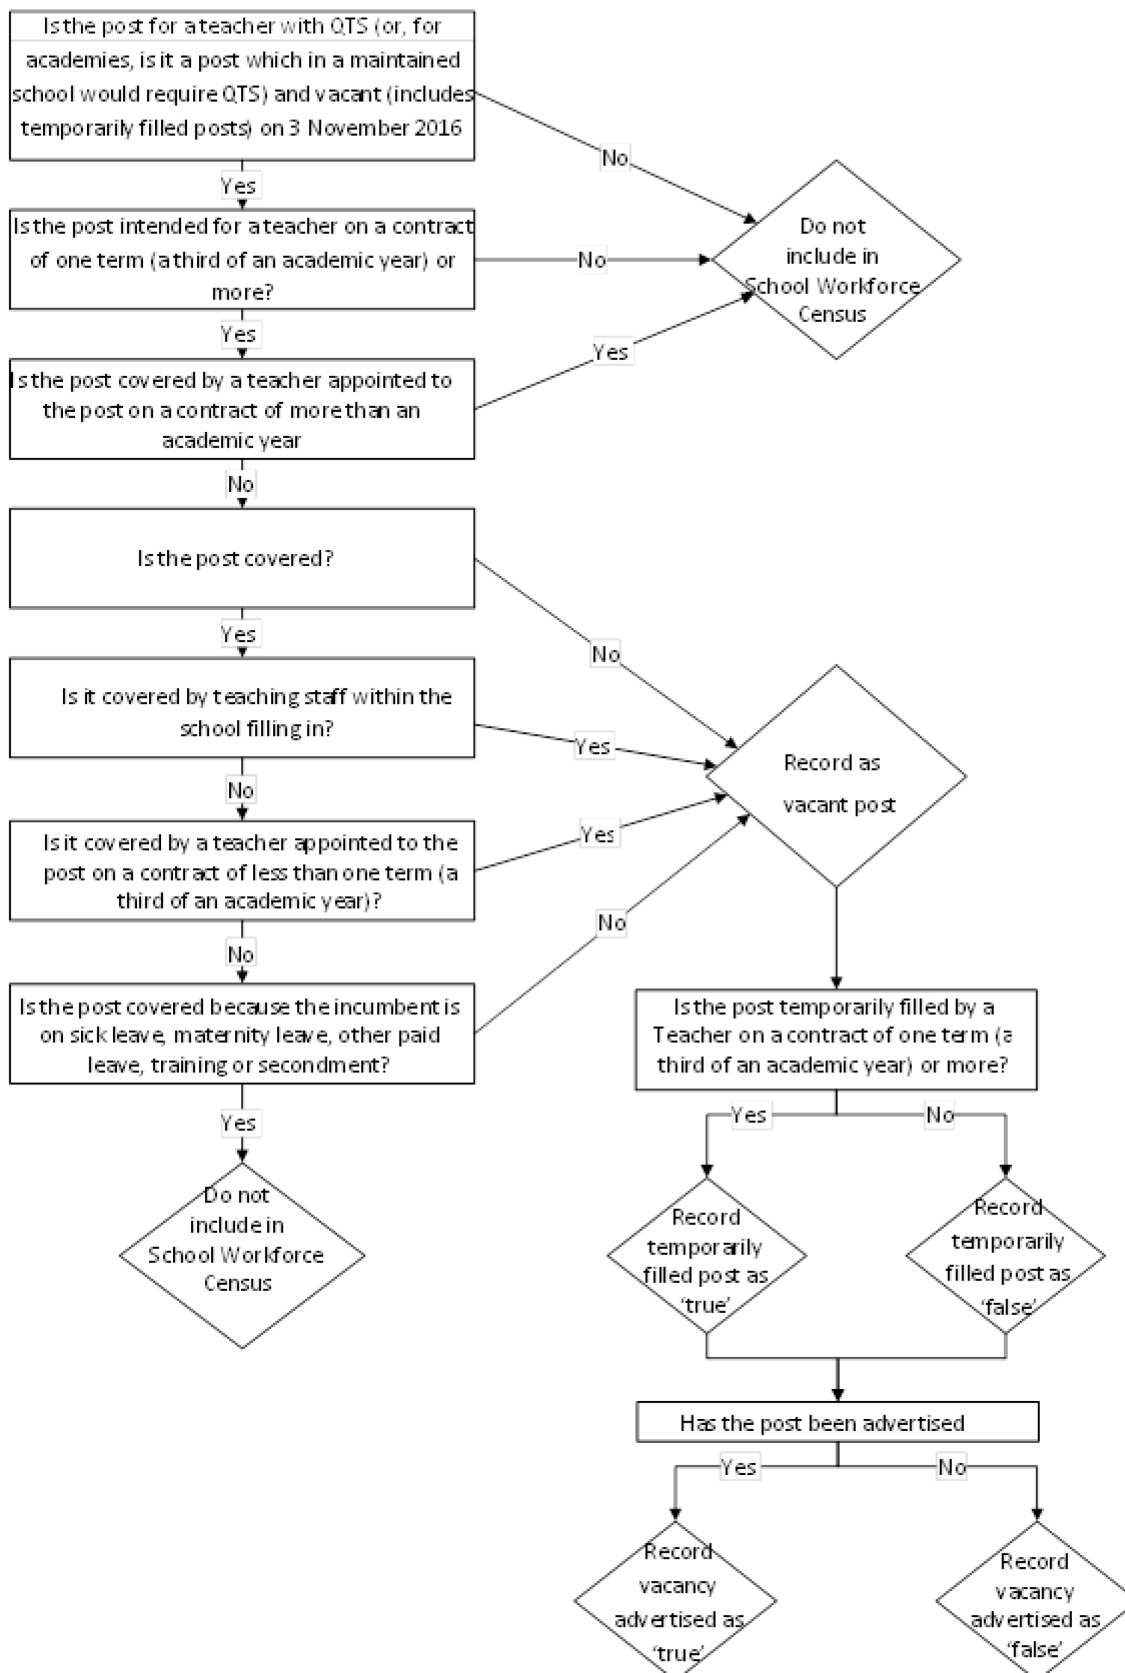 Is the post for a teacher with QTS (or, for
academies, is it a post which in a maintained
school would require QTS) and vacant (includes
temporarily filled posts) on 3 November 2016
No
Yes
Do not
include in
School Workforce
Census
Is the post intended for a teacher on a contract
of one term (a third of an academic year) or
more?
No
Yes
Yes
Is the post covered by a teacher appointed to
the post on a contract of more than an
academic year
No
Is the post covered?
No
Yes
Is it covered by teaching staff within the
school filling in?
Yes
No
Record as
vacant post
Is it covered by a teacher appointed to the
post on a contract of less than one term (a
third of an academic year)?
Yes
No
No
Is the post covered because the incumbent is
on sick leave, maternity leave, other paid
leave, training or secondment?
Yes
Do not
include in
School Workforce
Census
Is the post temporarily filled by a
Teacher on a contract of one term (a
third of an academic year) or more?
Yes
No
Record
temporarily
filled post as
‘true’
Record
temporarily
filled post as
‘false’
Has the post been advertised
Yes
No
Record
vacancy
advertised as
‘true’
Record
vacancy
advertised as
‘false’